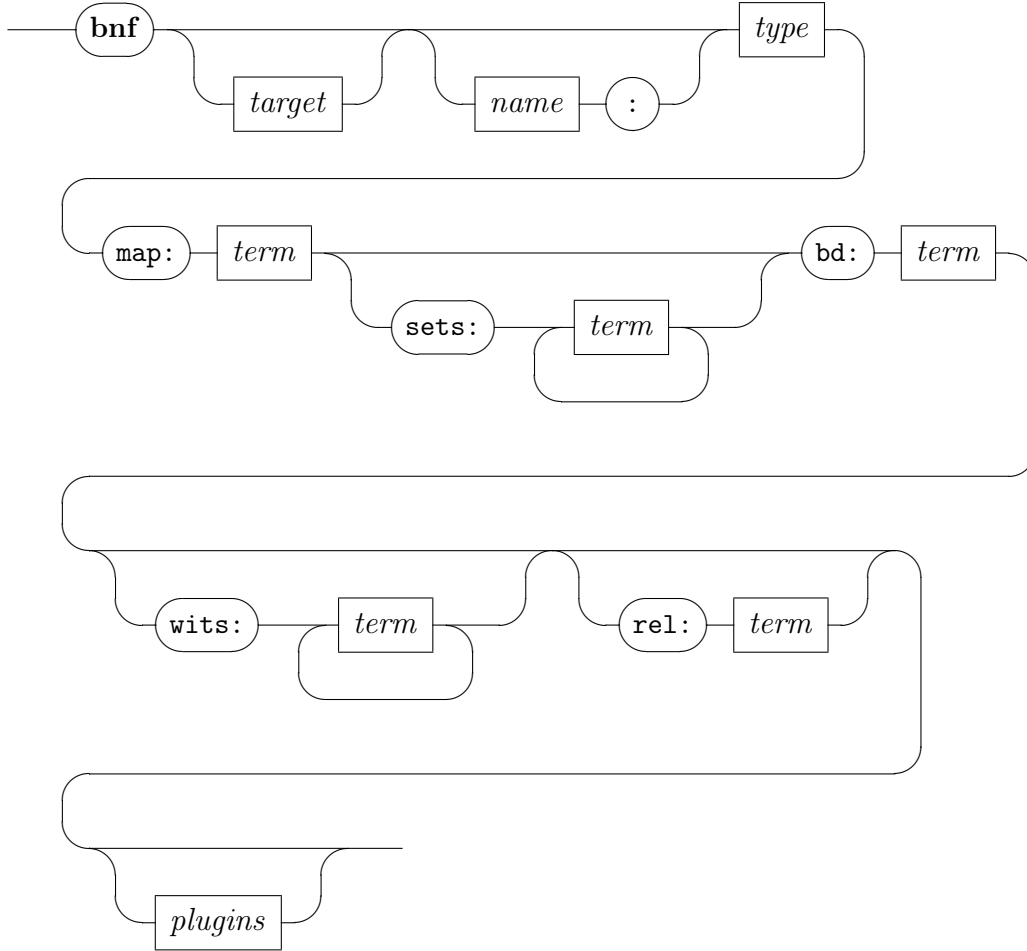 bnf type
target name :
map: term bd: term
sets: term
wits: term rel: term
plugins